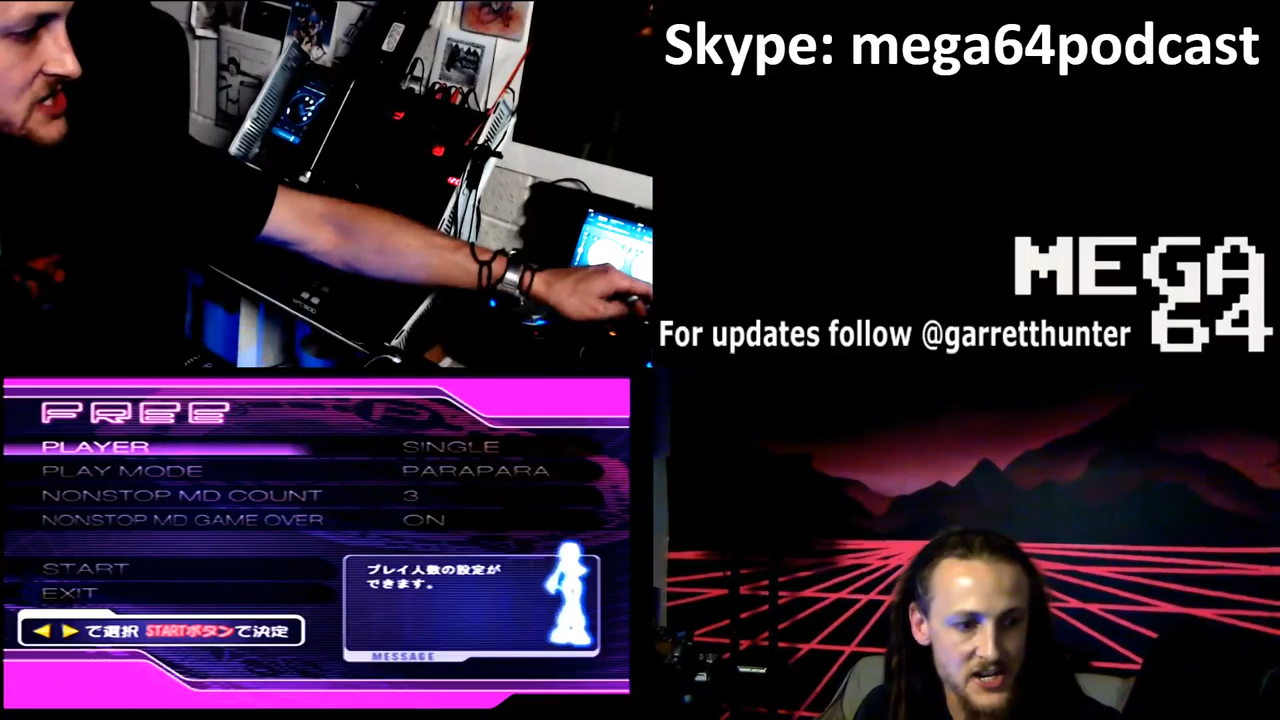 Skype: mega64podcast
MEGA
64
For updates follow @garretthunter
FREE
PLAYER SINGLE
PLAY MODE PARAPARA
NONSTOP MD COUNT 3
NONSTOP MD GAME OVER ON
START
EXIT
プレイ人数の設定が
できます。
◀ ▶ で選択 STARTボタンで決定
MESSAGE